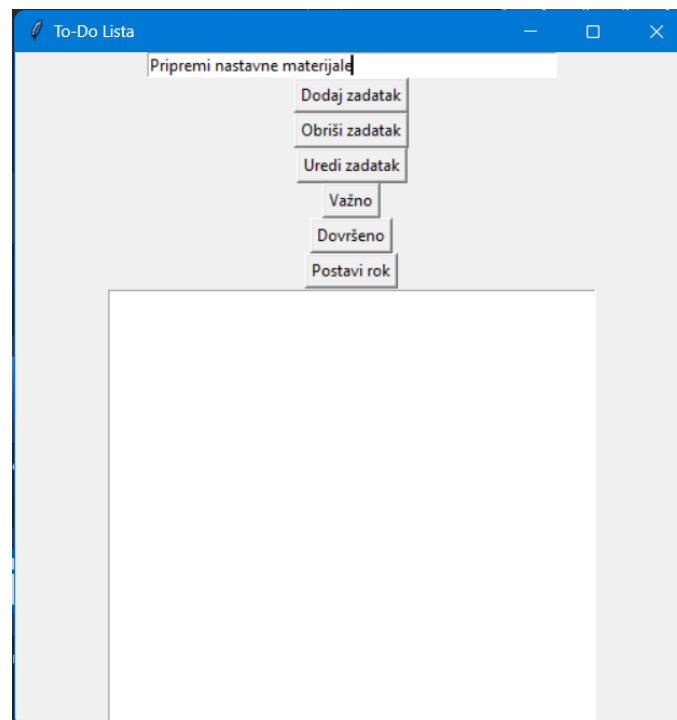 To-Do Lista
Pripremi nastavne materijale
Dodaj zadatak
Obriši zadatak
Uredi zadatak
Važno
Dovršeno
Postavi rok